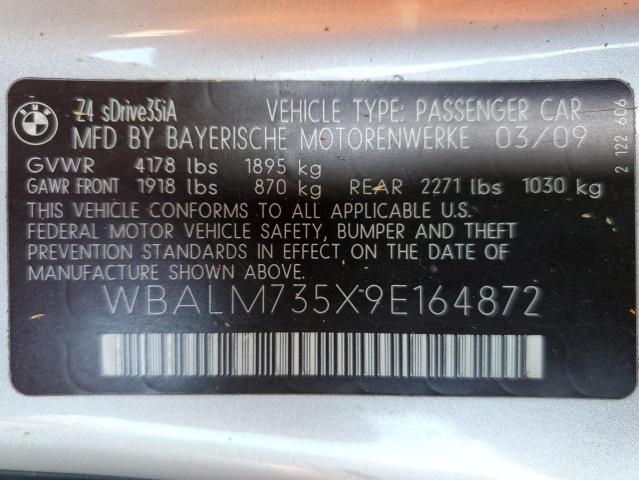 Z4 sDrive35iA VEHICLE TYPE: PASSENGER CAR
MFD BY BAYERISCHE MOTORENWERKE 03/09
GVWR 4178 lbs 1895 kg
GAWR FRONT 1918 lbs 870 kg REAR 2271 lbs 1030 kg
THIS VEHICLE CONFORMS TO ALL APPLICABLE U.S.
FEDERAL MOTOR VEHICLE SAFETY, BUMPER AND THEFT
PREVENTION STANDARDS IN EFFECT ON THE DATE OF
MANUFACTURE SHOWN ABOVE.
WBALM735X9E164872
2 122 606
BMW